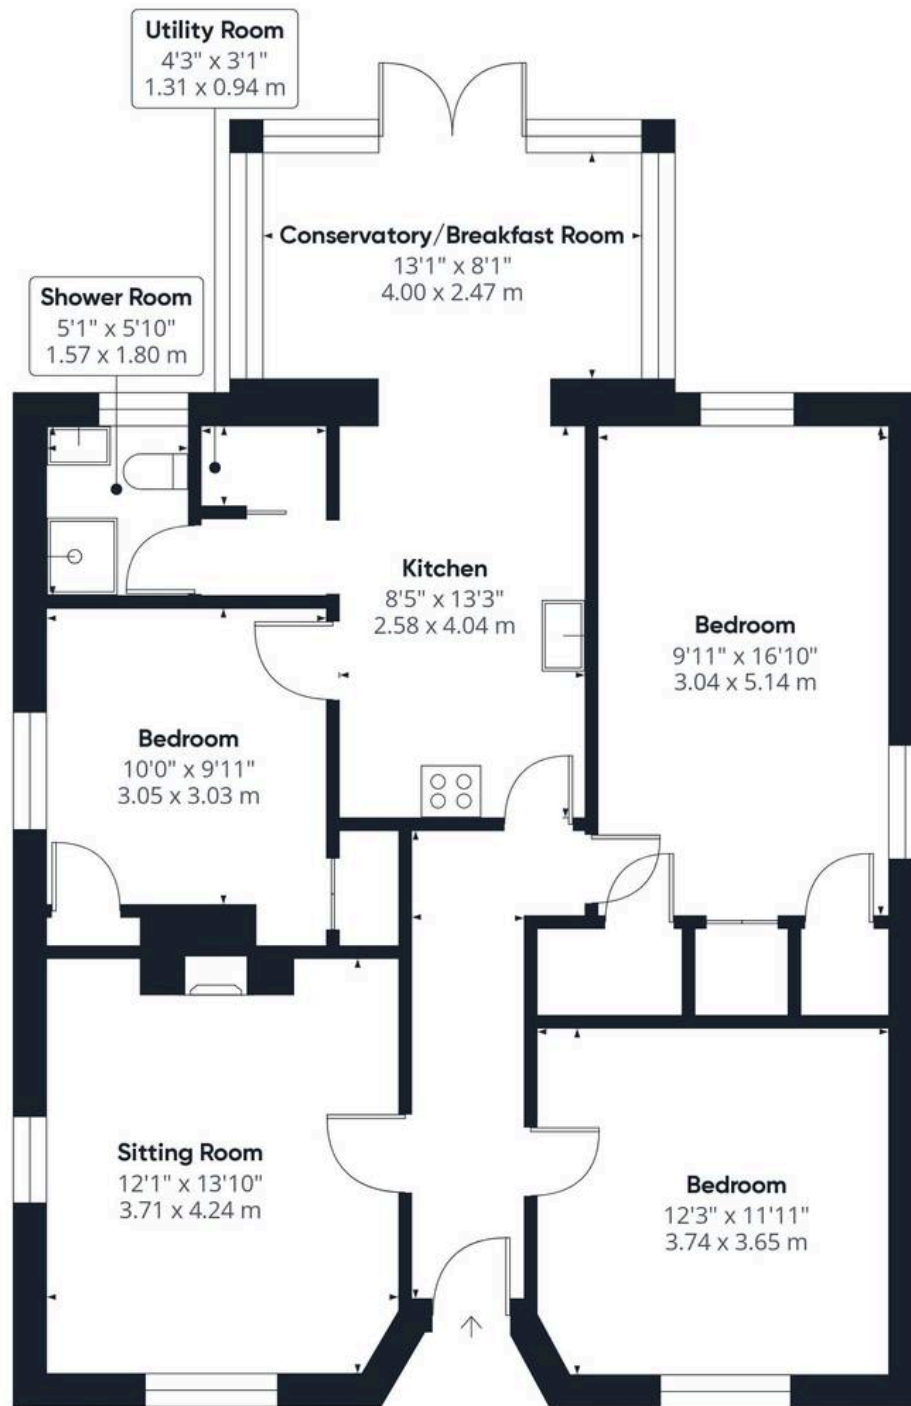 Utility Room
4'3" x 3'1"
1.31 x 0.94 m
Conservatory/Breakfast Room
13'1" x 8'1"
4.00 x 2.47 m
Shower Room
5'1" x 5'10"
1.57 x 1.80 m
Kitchen
8'5" x 13'3"
2.58 x 4.04 m
Bedroom
9'11" x 16'10"
3.04 x 5.14 m
Bedroom
10'0" x 9'11"
3.05 x 3.03 m
Sitting Room
12'1" x 13'10"
3.71 x 4.24 m
Bedroom
12'3" x 11'11"
3.74 x 3.65 m